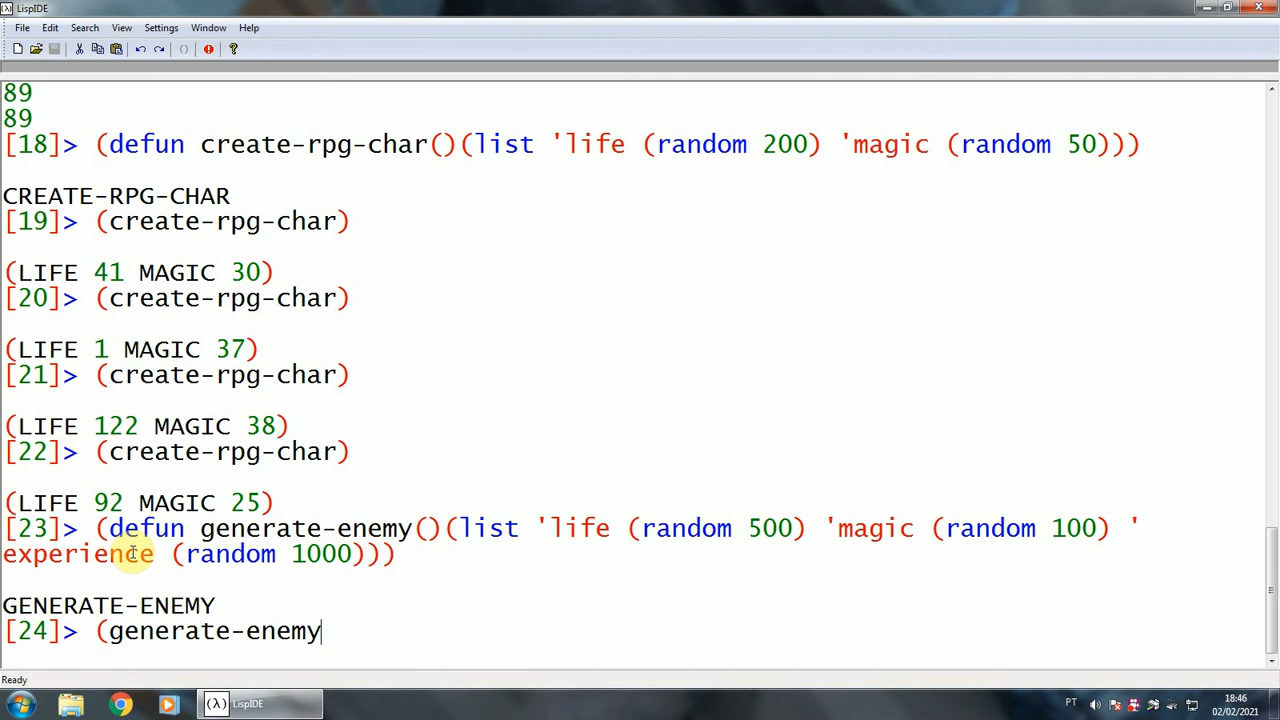 LispIDE
File Edit Search View Settings Window Help
89
89
[18]> (defun create-rpg-char()(list 'life (random 200) 'magic (random 50)))
CREATE-RPG-CHAR
[19]> (create-rpg-char)
(LIFE 41 MAGIC 30)
[20]> (create-rpg-char)
(LIFE 1 MAGIC 37)
[21]> (create-rpg-char)
(LIFE 122 MAGIC 38)
[22]> (create-rpg-char)
(LIFE 92 MAGIC 25)
[23]> (defun generate-enemy()(list 'life (random 500) 'magic (random 100) '
experience (random 1000)))
GENERATE-ENEMY
[24]> (generate-enemy
Ready
(λ) LispIDE
PT
18:46
02/02/2021